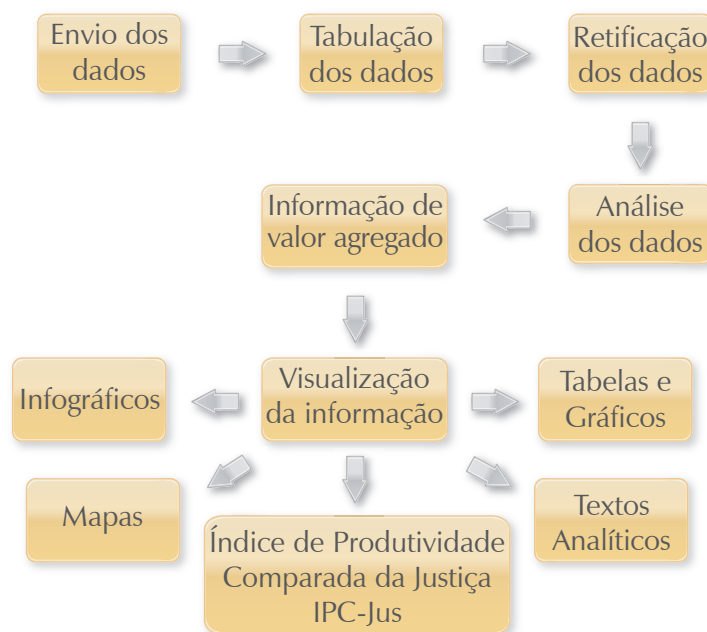 Envio dos
dados
Tabulação
dos dados
Retificação
dos dados
Informação de
valor agregado
Análise
dos dados
Infográficos
Visualização
da informação
Tabelas e
Gráficos
Mapas
Índice de Produtividade
Comparada da Justiça
IPC-Jus
Textos
Analíticos